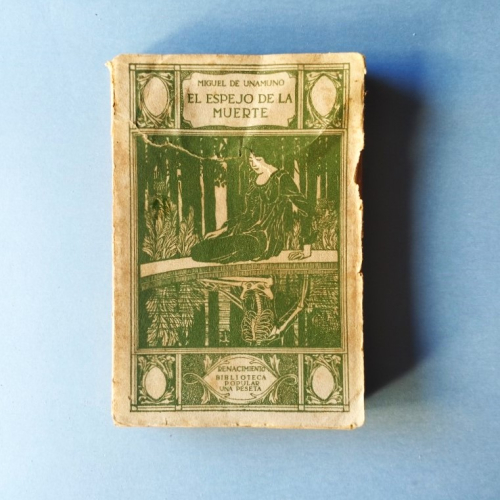 MIGUEL DE UNAMUNO
EL ESPEJO DE LA
MUERTE
RENACIMIENTO
BIBLIOTECA
POPULAR
UNA PESETA